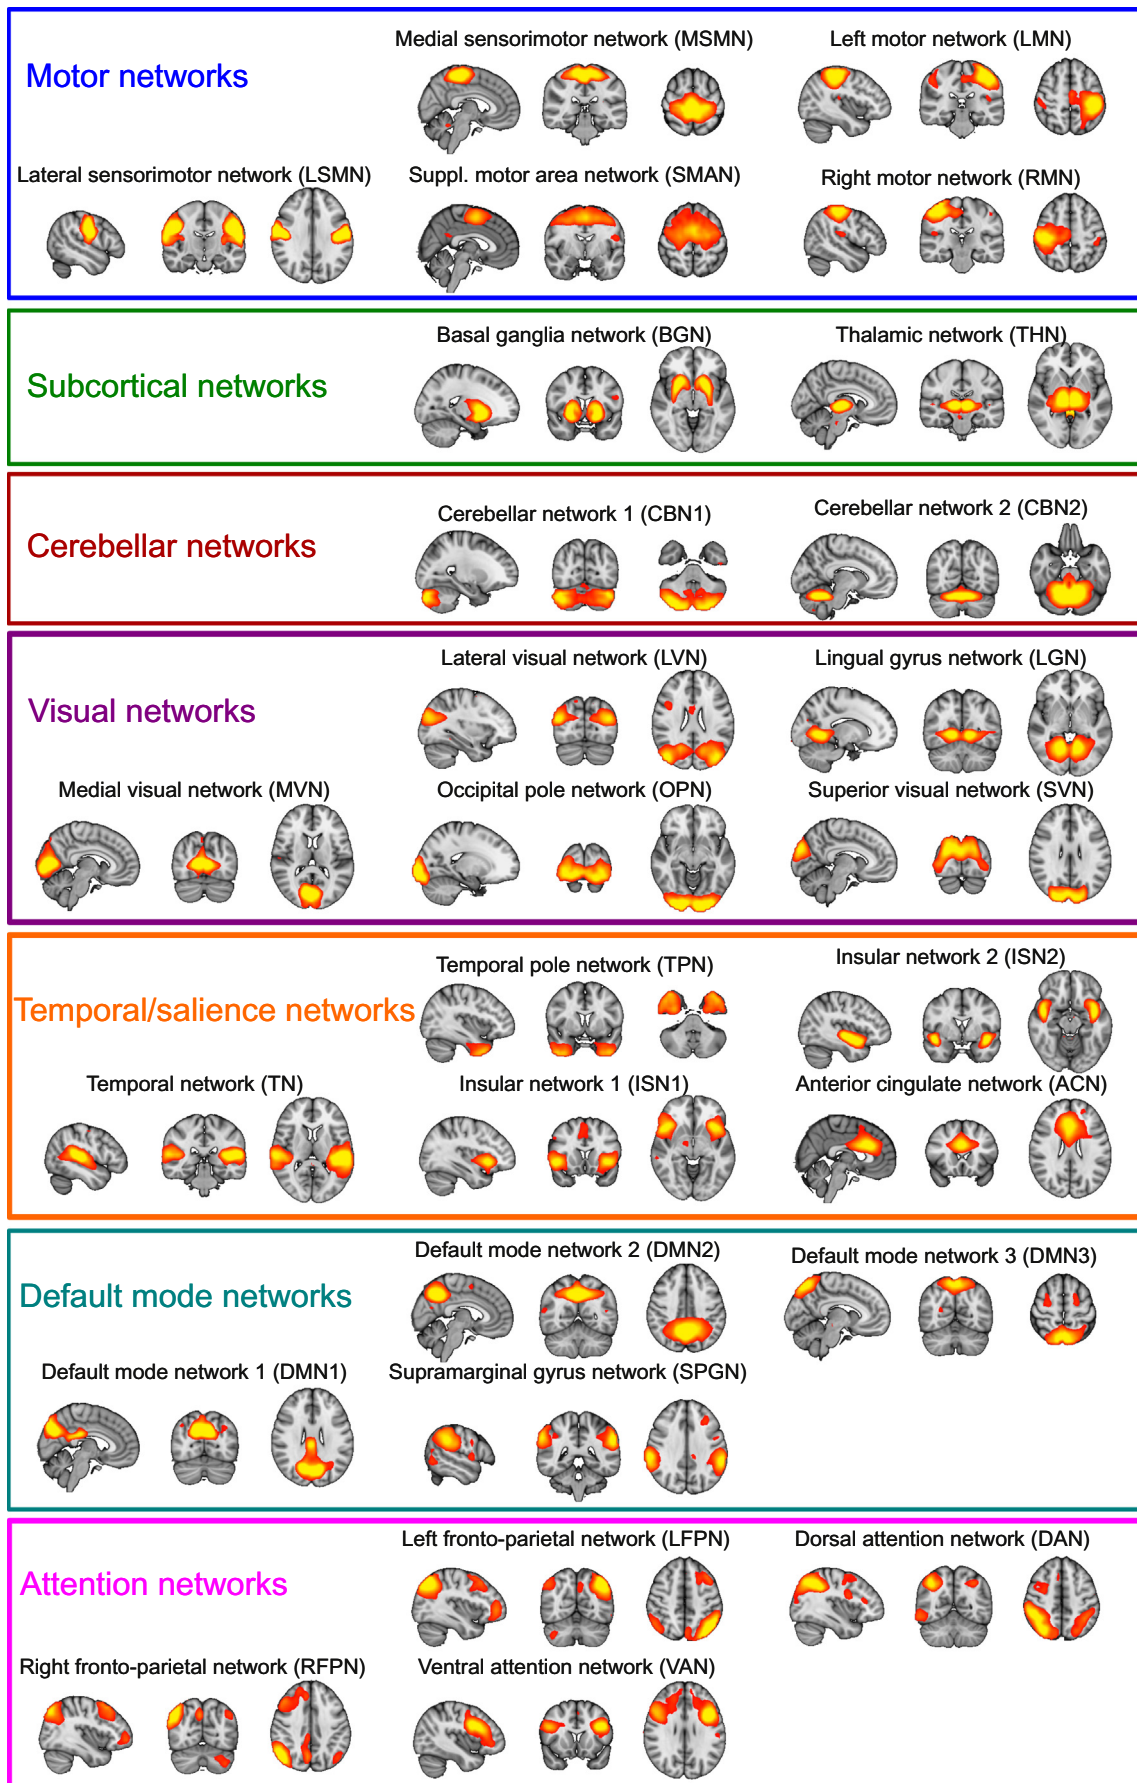 Motor networks
Medial sensorimotor network (MSMN)
Left motor network (LMN)
Lateral sensorimotor network (LSMN)
Suppl. motor area network (SMAN)
Right motor network (RMN)
Subcortical networks
Basal ganglia network (BGN)
Thalamic network (THN)
Cerebellar networks
Cerebellar network 1 (CBN1)
Cerebellar network 2 (CBN2)
Visual networks
Lateral visual network (LVN)
Lingual gyrus network (LGN)
Medial visual network (MVN)
Occipital pole network (OPN)
Superior visual network (SVN)
Temporal/salience networks
Temporal pole network (TPN)
Insular network 2 (ISN2)
Temporal network (TN)
Insular network 1 (ISN1)
Anterior cingulate network (ACN)
Default mode networks
Default mode network 2 (DMN2)
Default mode network 3 (DMN3)
Default mode network 1 (DMN1)
Supramarginal gyrus network (SPGN)
Attention networks
Left fronto-parietal network (LFPN)
Dorsal attention network (DAN)
Right fronto-parietal network (RFPN)
Ventral attention network (VAN)